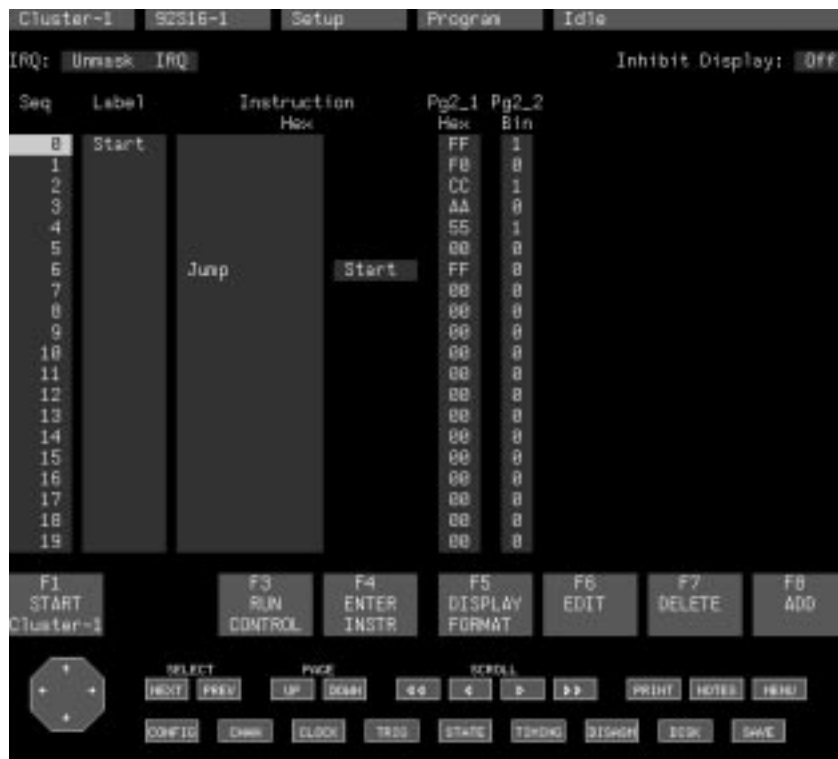 Cluster-1 92S16-1 Setup Program Idle
IRQ: Unmask IRQ Inhibit Display: Off
Seq Label Instruction Pg2_1 Pg2_2
Hex Hex Bin
0 Start FF 1
1 F0 0
2 CC 1
3 AA 0
4 55 1
5 00 0
6 Jump Start FF 0
7 00 0
8 00 0
9 00 0
10 00 0
11 00 0
12 00 0
13 00 0
14 00 0
15 00 0
16 00 0
17 00 0
18 00 0
19 00 0
F1 F3 F4 F5 F6 F7 F8
START RUN ENTER DISPLAY EDIT DELETE ADD
Cluster-1 CONTROL INSTR FORMAT
SELECT PAGE SCROLL
NEXT PREV UP DOWN PRINT NOTES MENU
CONFIG CHAN CLOCK TRIG STATE TIMING DISASM DISK SAVE